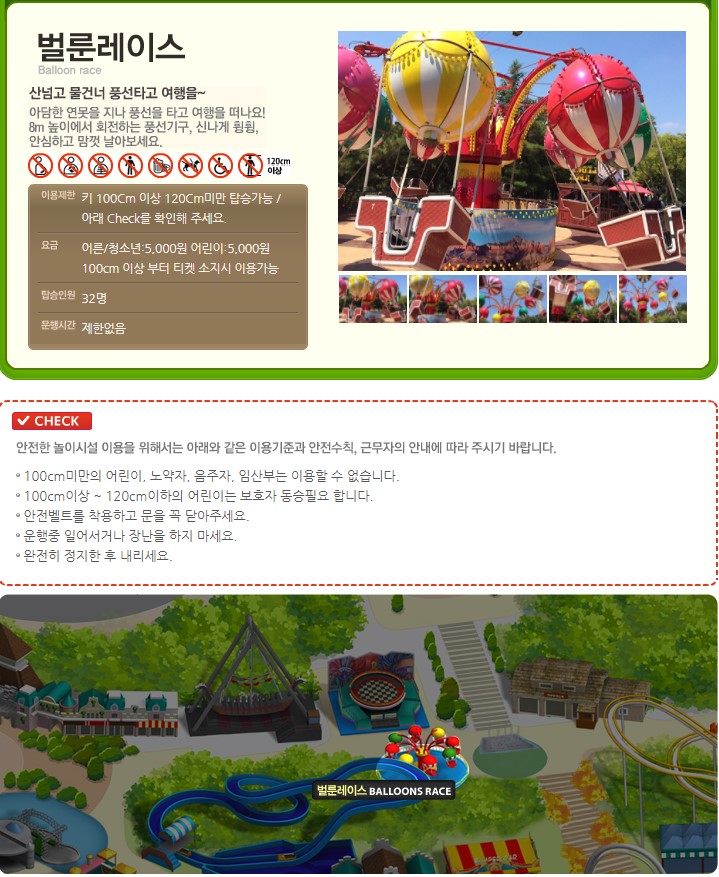 벌룬레이스
Balloon race
산넘고 물건너 풍선타고 여행을~
아담한 연못을 지나 풍선을 타고 여행을 떠나요!
8m 높이에서 회전하는 풍선기구, 신나게 휭휭,
안심하고 맘껏 날아보세요.
120cm
이상
이용제한 키 100Cm 이상 120Cm미만 탑승가능 /
아래 Check를 확인해 주세요.
요금 어른/청소년:5,000원 어린이:5,000원
100cm 이상 부터 티켓 소지시 이용가능
탑승인원 32명
운행시간 제한없음
CHECK
안전한 놀이시설 이용을 위해서는 아래와 같은 이용기준과 안전수칙, 근무자의 안내에 따라 주시기 바랍니다.
100cm미만의 어린이, 노약자, 음주자, 임산부는 이용할 수 없습니다.
100cm이상 ~ 120cm이하의 어린이는 보호자 동승필요 합니다.
안전벨트를 착용하고 문을 꼭 닫아주세요.
운행중 일어서거나 장난을 하지 마세요.
완전히 정지한 후 내리세요.
벌룬레이스 BALLOONS RACE